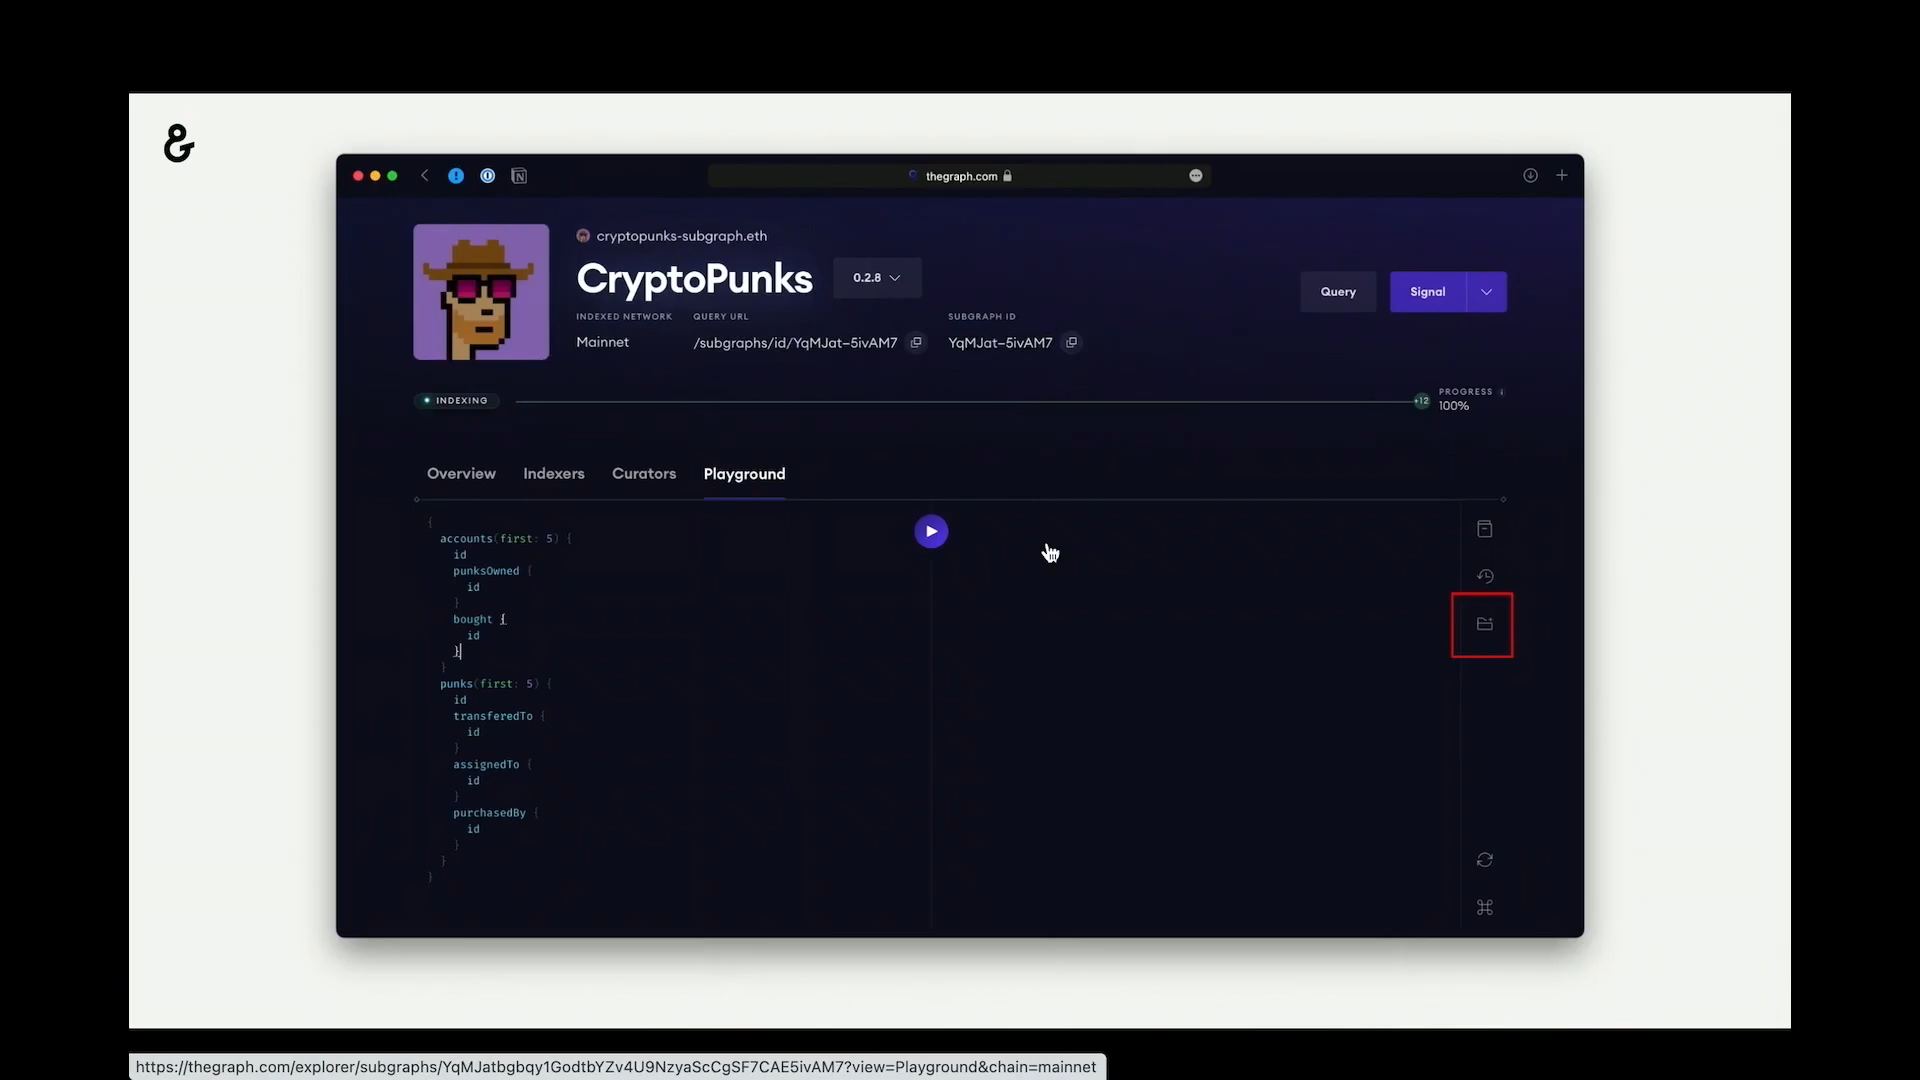 &
thegraph.com
cryptopunks-subgraph.eth
CryptoPunks
0.2.8
Query
Signal
INDEXED NETWORK
QUERY URL
SUBGRAPH ID
Mainnet
/subgraphs/id/YqMJat–5ivAM7
YqMJat–5ivAM7
INDEXING
+12
PROGRESS
100%
Overview
Indexers
Curators
Playground
{
accounts(first: 5) {
id
punksOwned {
id
}
bought {
id
}
}
punks(first: 5) {
id
transferedTo {
id
}
assignedTo {
id
}
purchasedBy {
id
}
}
}
https://thegraph.com/explorer/subgraphs/YqMJatbgbqy1GodtbYZv4U9NzyaScCgSF7CAE5ivAM7?view=Playground&chain=mainnet